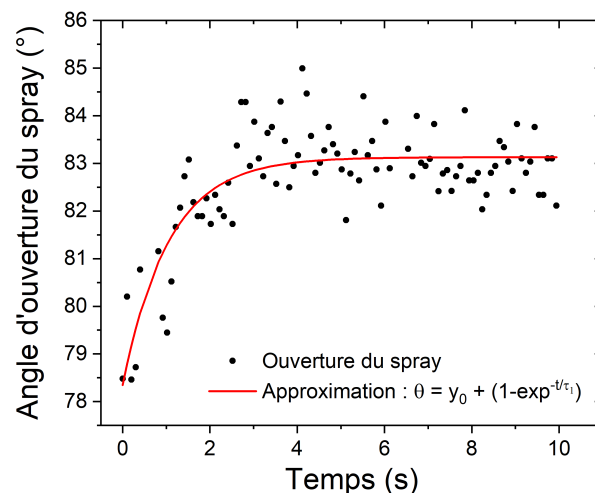 86
85
84
83
82
81
80
79
78
Angle d'ouverture du spray (°)
Ouverture du spray
Approximation : θ = y₀ + (1-exp^-t/τ₁)
0 2 4 6 8 10
Temps (s)